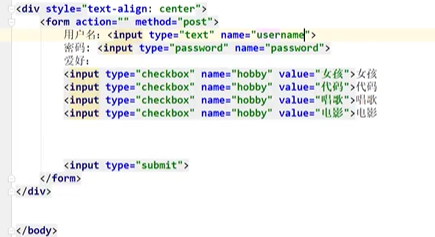 <div style="text-align: center">
<form action="" method="post">
用户名: <input type="text" name="username">
密码: <input type="password" name="password">
爱好:
<input type="checkbox" name="hobby" value="女孩">女孩
<input type="checkbox" name="hobby" value="代码">代码
<input type="checkbox" name="hobby" value="唱歌">唱歌
<input type="checkbox" name="hobby" value="电影">电影
<input type="submit">
</form>
</div>
</body>